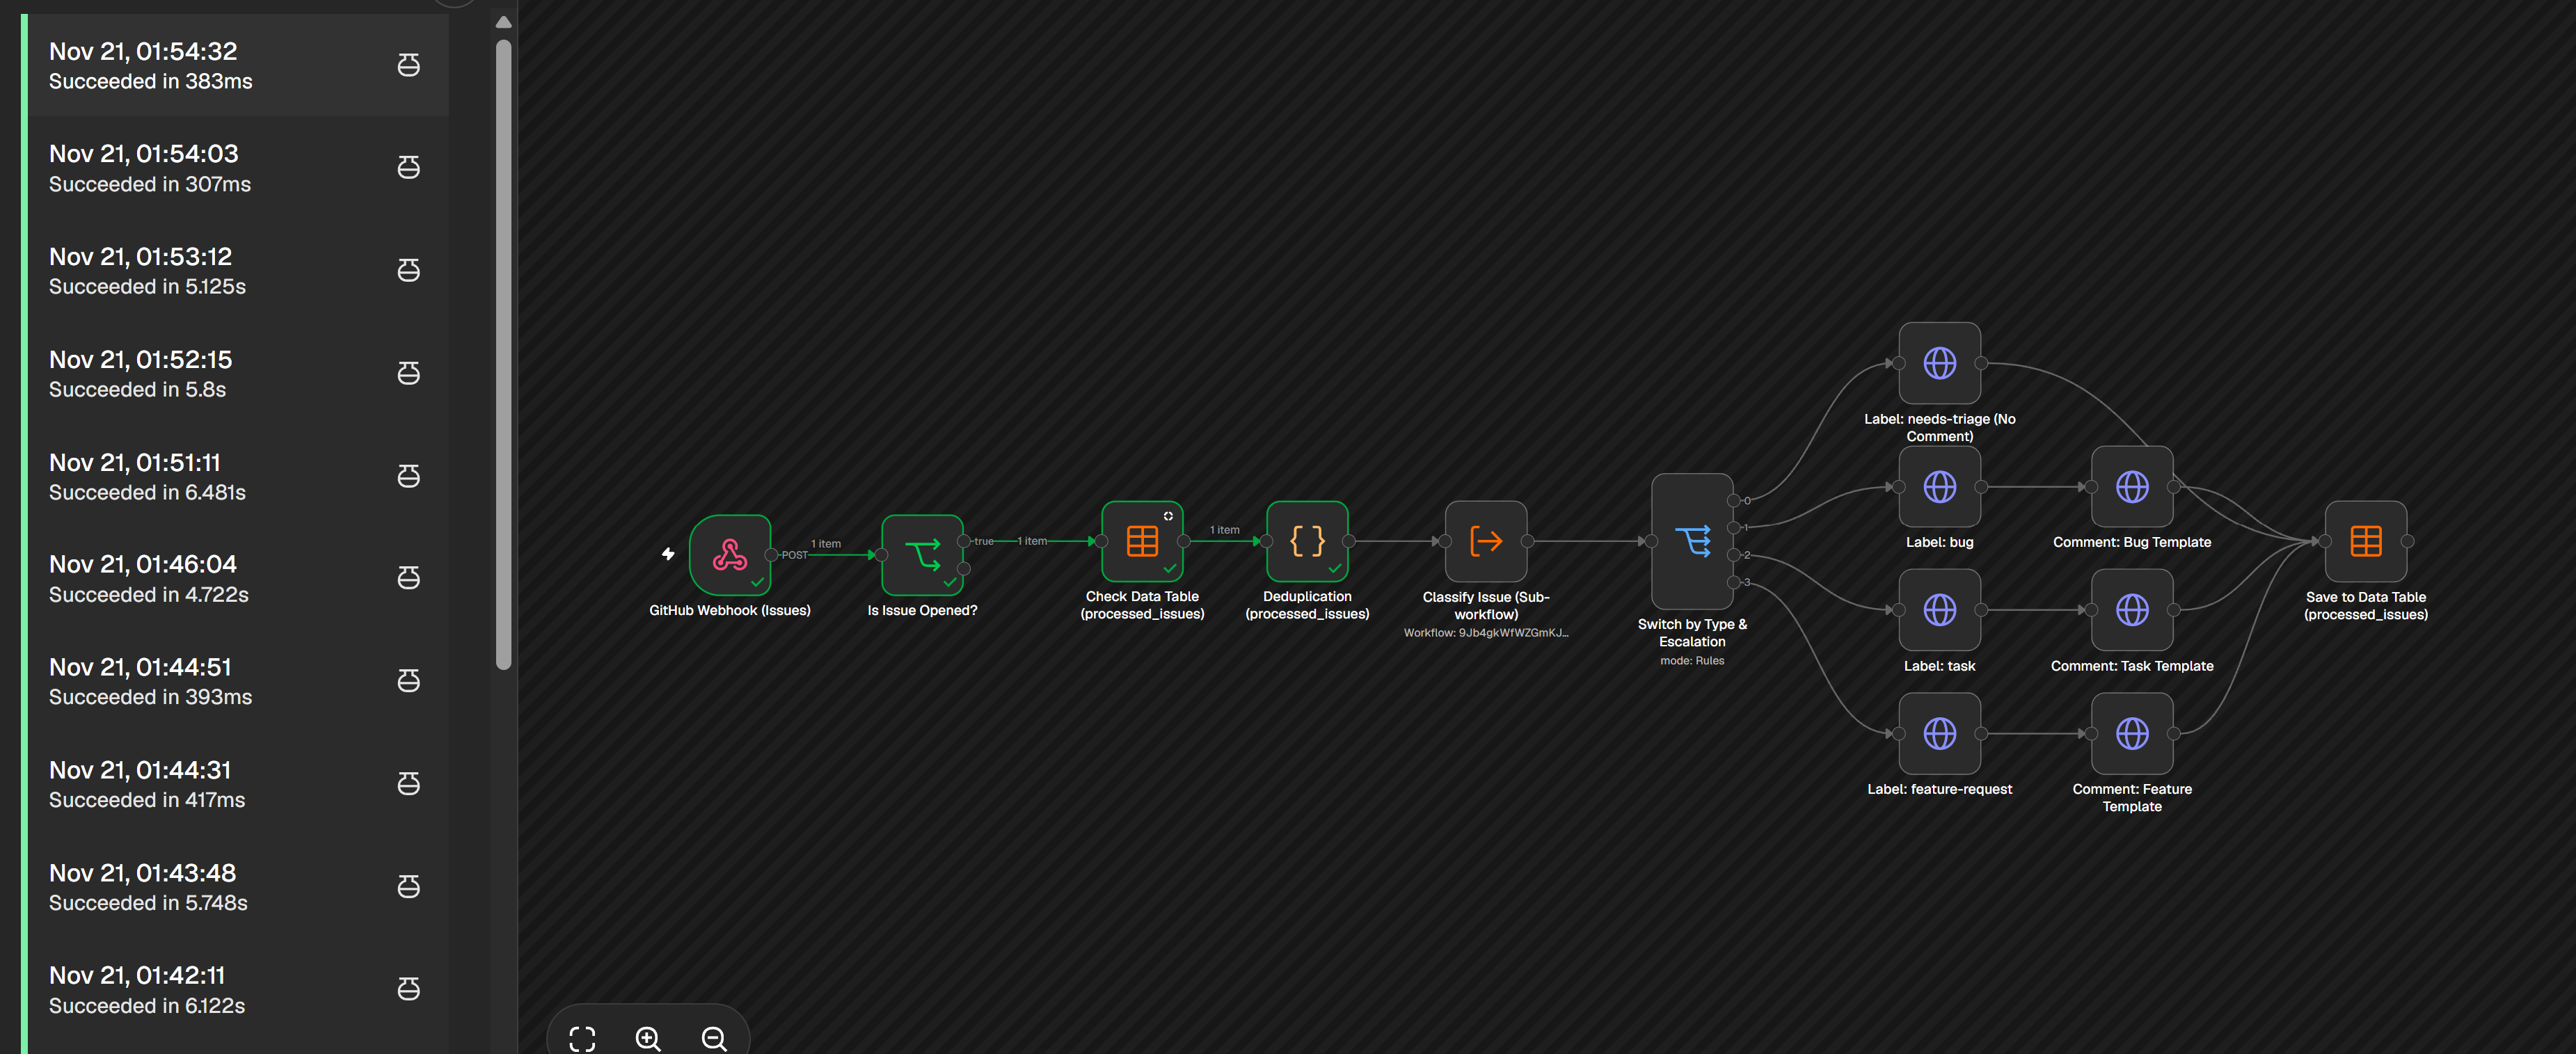 Nov 21, 01:54:32
Succeeded in 383ms
Nov 21, 01:54:03
Succeeded in 307ms
Nov 21, 01:53:12
Succeeded in 5.125s
Nov 21, 01:52:15
Succeeded in 5.8s
Nov 21, 01:51:11
Succeeded in 6.481s
Nov 21, 01:46:04
Succeeded in 4.722s
Nov 21, 01:44:51
Succeeded in 393ms
Nov 21, 01:44:31
Succeeded in 417ms
Nov 21, 01:43:48
Succeeded in 5.748s
Nov 21, 01:42:11
Succeeded in 6.122s
POST
1 item
GitHub Webhook (Issues)
true
1 item
Is Issue Opened?
1 item
Check Data Table
(processed_issues)
Deduplication
(processed_issues)
Classify Issue (Sub-
workflow)
Workflow: 9Jb4gkWfWZGmKJ...
0
1
2
3
Switch by Type &
Escalation
mode: Rules
Label: needs-triage (No
Comment)
Label: bug
Comment: Bug Template
Label: task
Comment: Task Template
Label: feature-request
Comment: Feature
Template
Save to Data Table
(processed_issues)